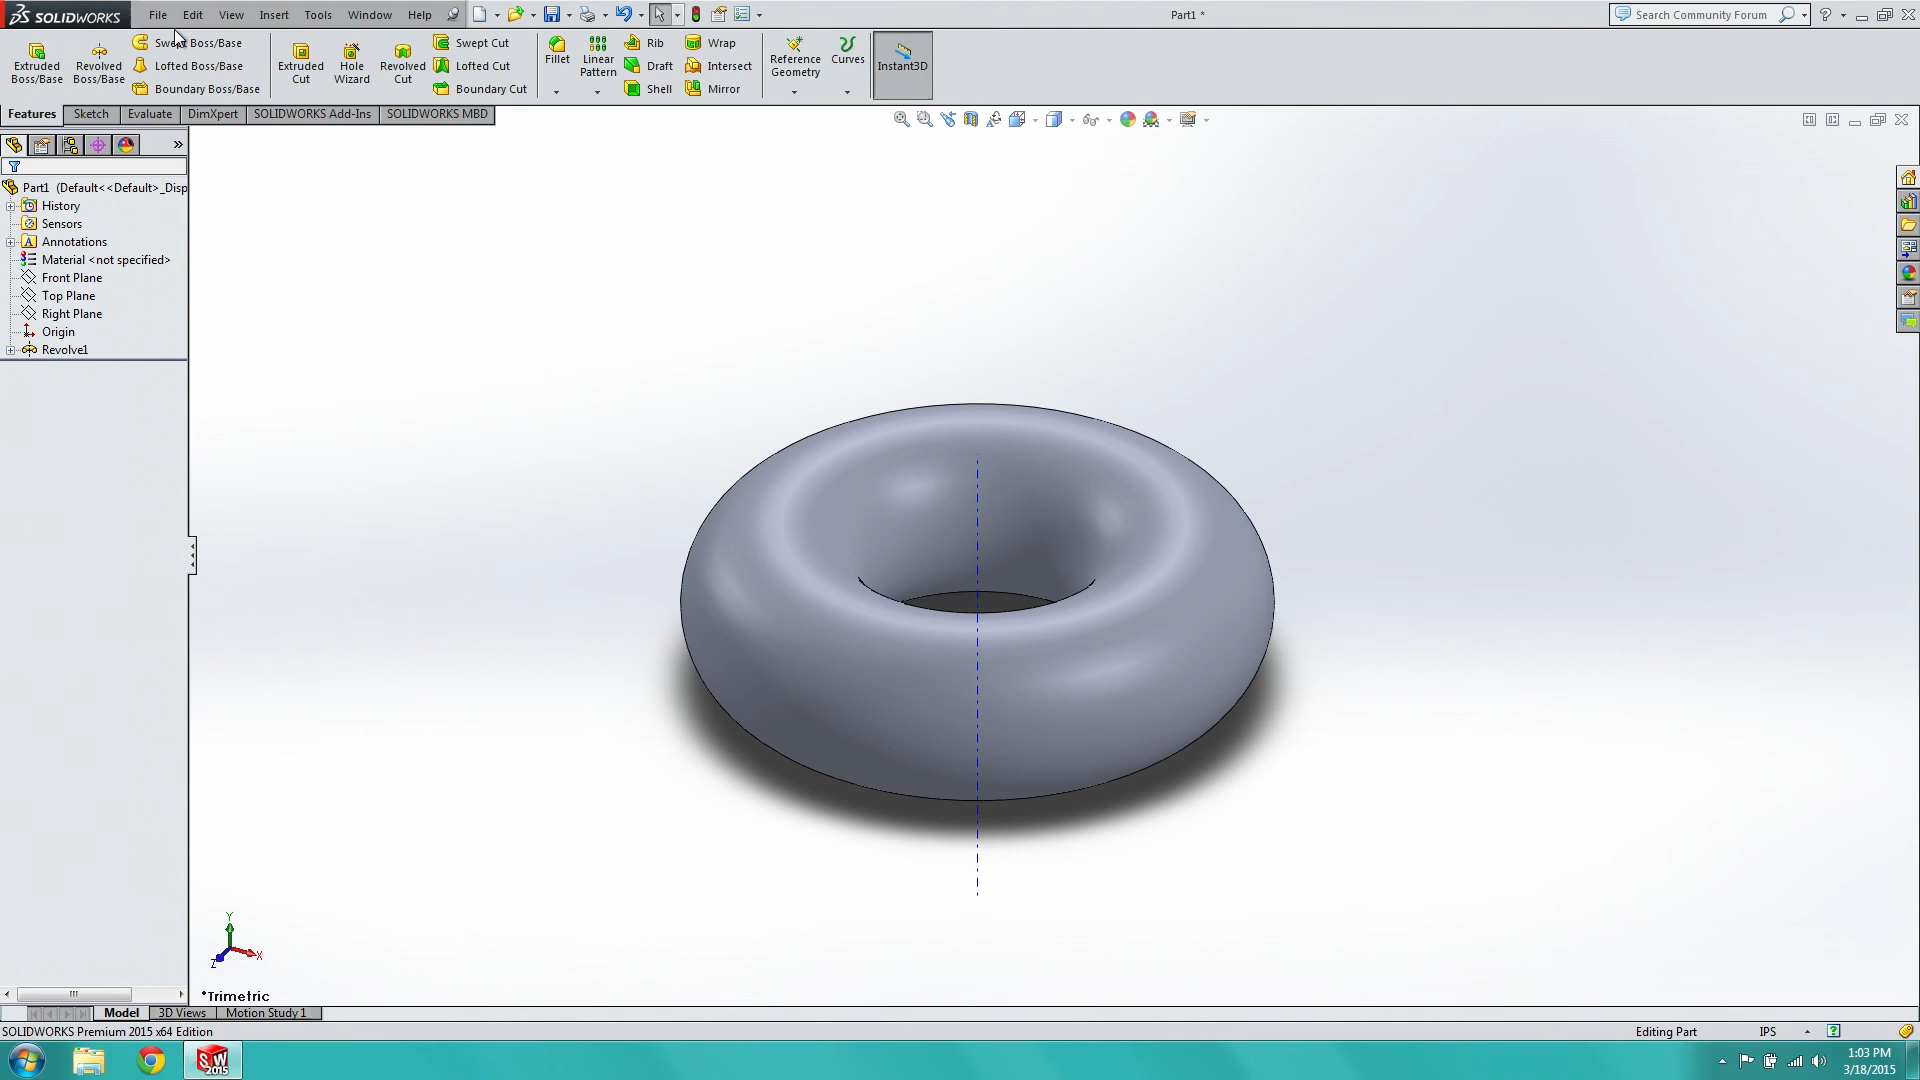 SOLIDWORKS File Edit View Insert Tools Window Help Part1 * Search Community Forum ?
Extruded Boss/Base
Revolved Boss/Base
Swept Boss/Base
Lofted Boss/Base
Boundary Boss/Base
Extruded Cut
Hole Wizard
Revolved Cut
Swept Cut
Lofted Cut
Boundary Cut
Fillet
Linear Pattern
Rib
Draft
Shell
Wrap
Intersect
Mirror
Reference Geometry
Curves
Instant3D
Features Sketch Evaluate DimXpert SOLIDWORKS Add-Ins SOLIDWORKS MBD
Part1 (Default<<Default>_Disp
History
Sensors
A Annotations
Material <not specified>
Front Plane
Top Plane
Right Plane
Origin
Revolve1
Y
X
Z
*Trimetric
Model 3D Views Motion Study 1
SOLIDWORKS Premium 2015 x64 Edition Editing Part IPS ?
SW 2015
1:03 PM
3/18/2015